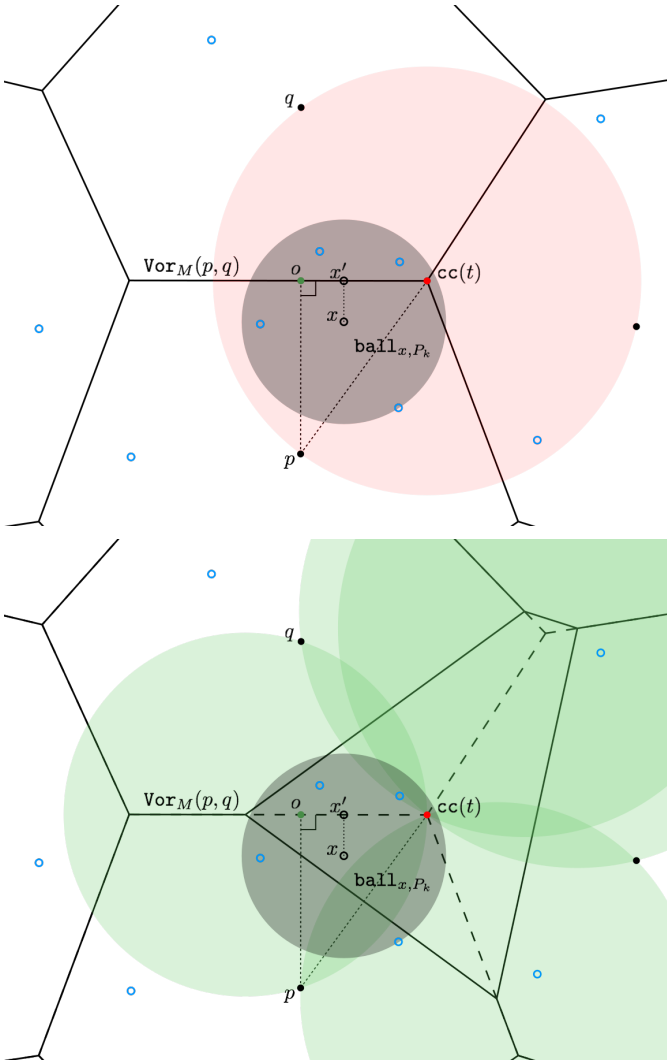 q
Vor_M(p, q)
o
x′
cc(t)
x
ball_{x,P_k}
p
q
Vor_M(p, q)
o
x′
cc(t)
x
ball_{x,P_k}
p